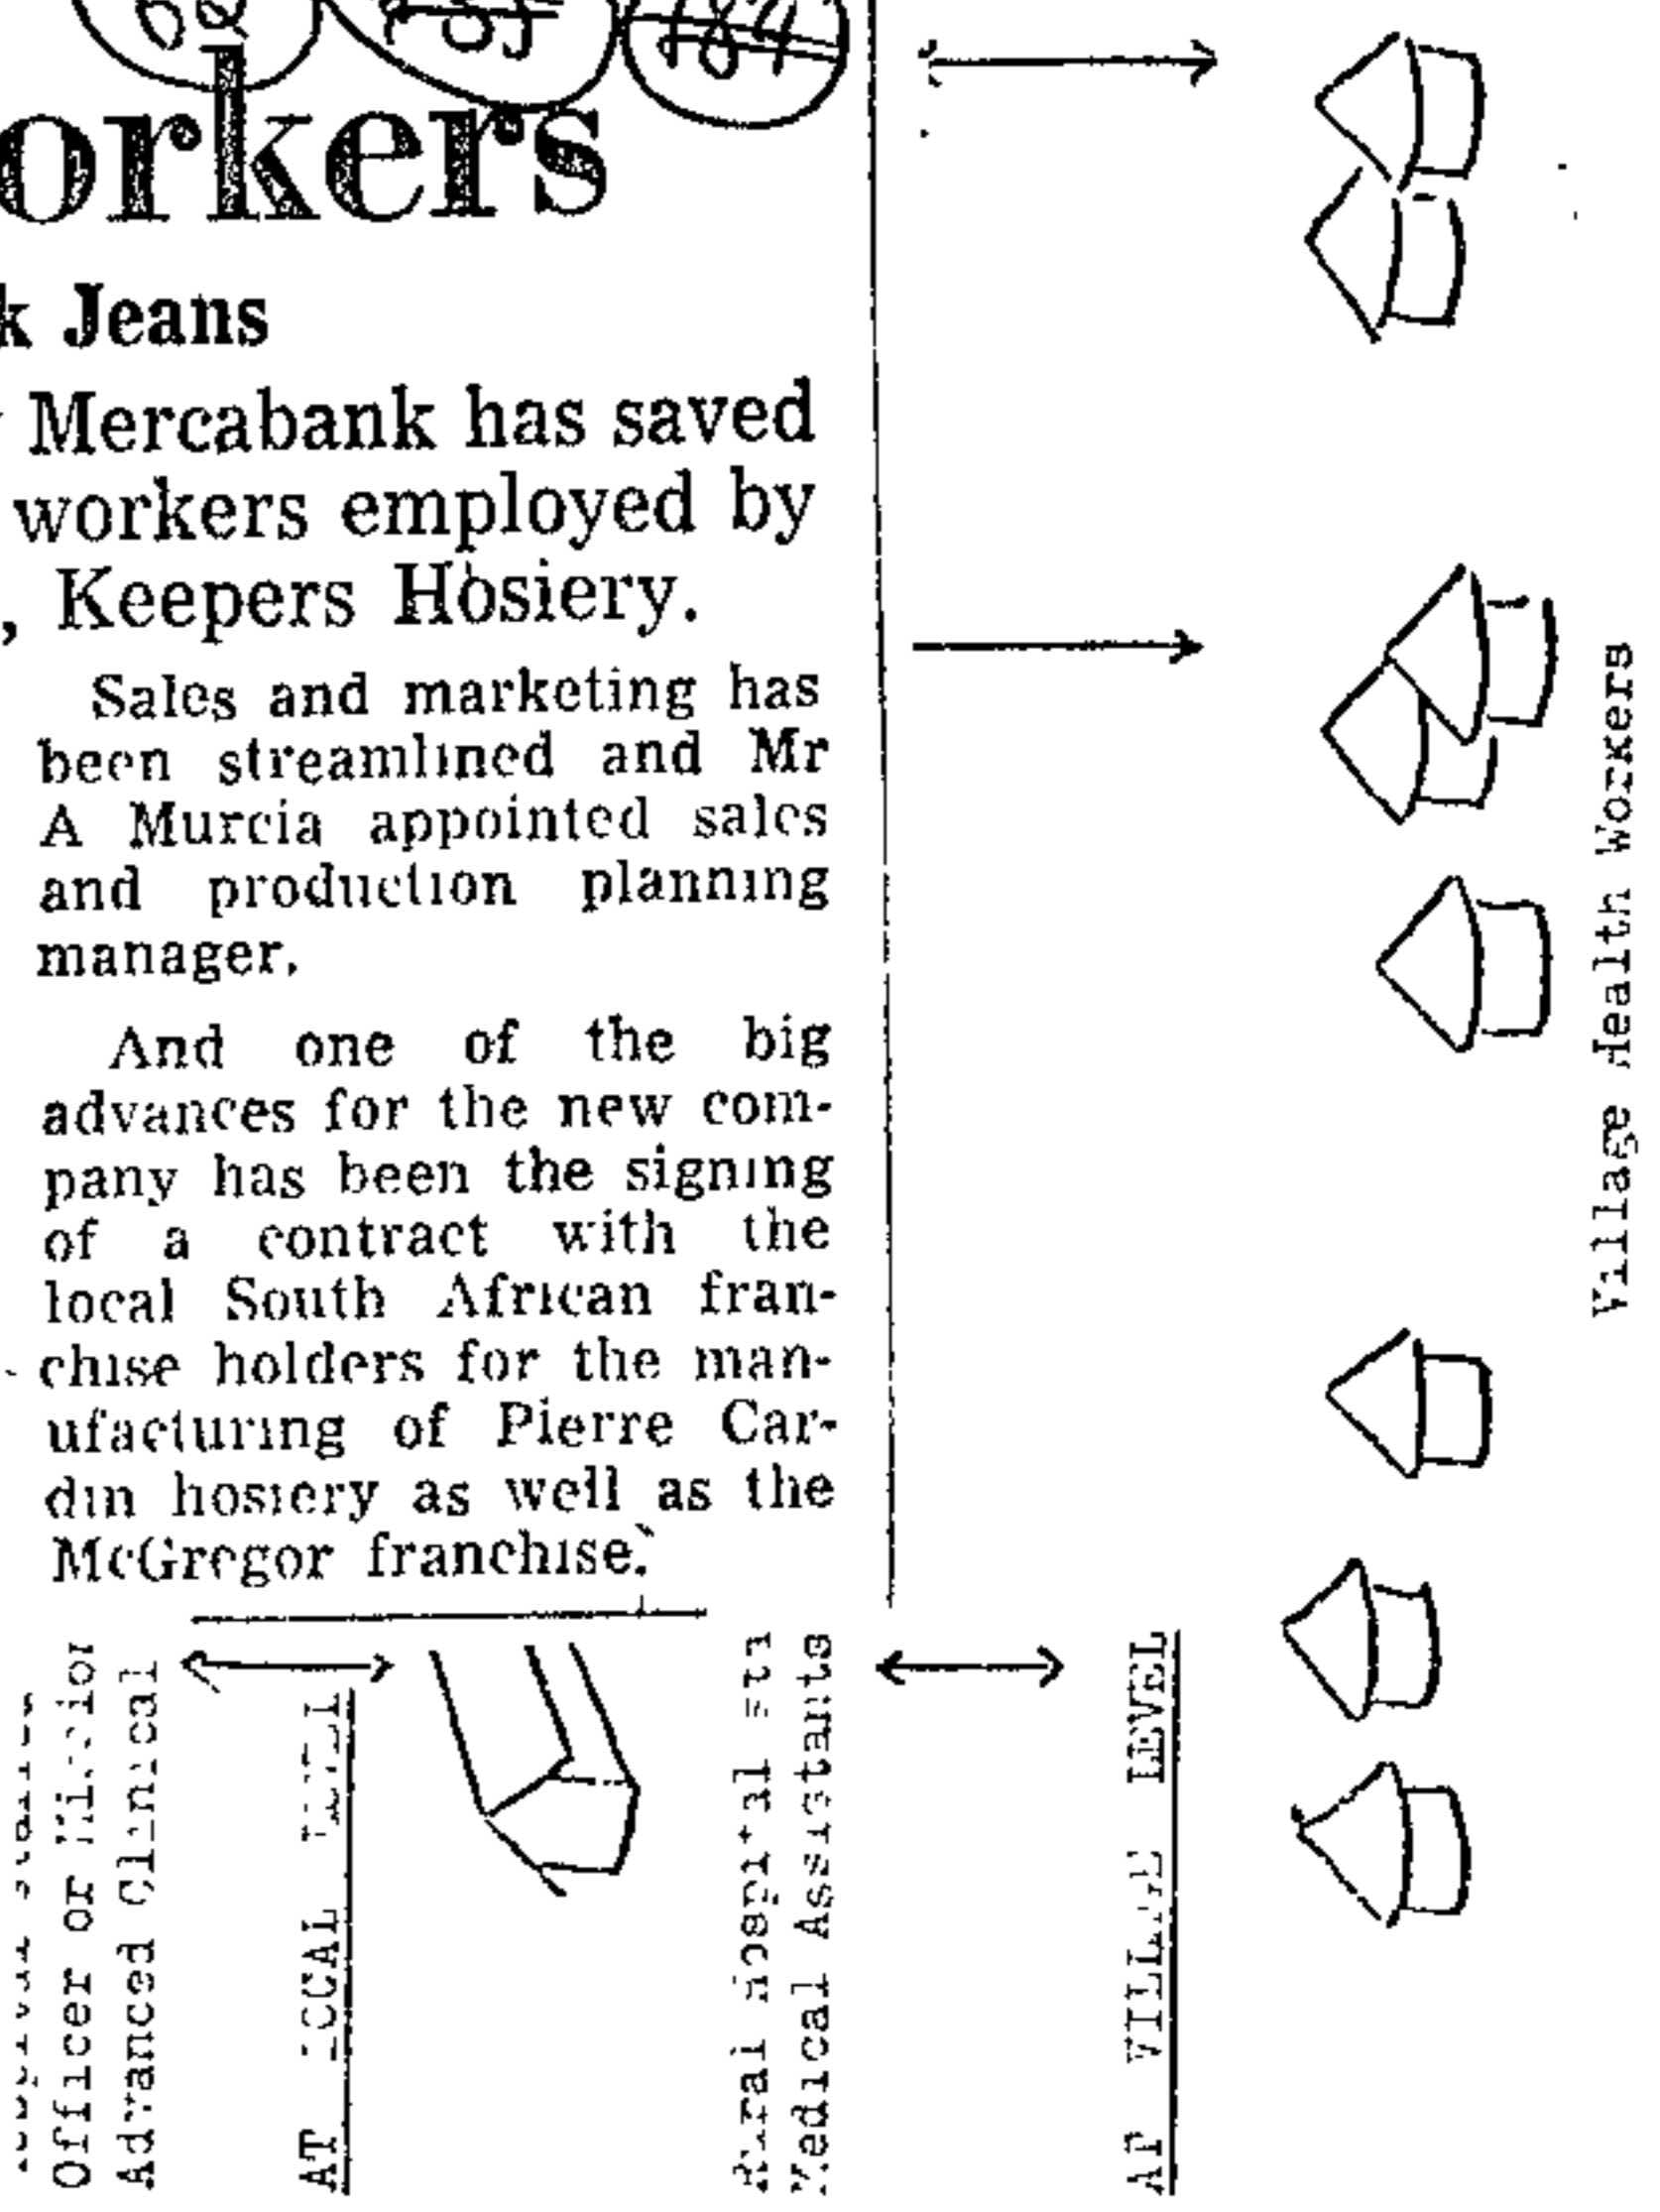 orkers
k Jeans
Mercabank has saved
workers employed by
, Keepers Hosiery.
Sales and marketing has
been streamlined and Mr
A Murcia appointed sales
and production planning
manager.
And one of the big
advances for the new com-
pany has been the signing
of a contract with the
local South African fran-
chise holders for the man-
ufacturing of Pierre Car-
din hosiery as well as the
McGregor franchise.
Officer or
Advanced Clinical
AT LOCAL LEVEL
Rural Hospital
Medical Assistants
AT VILLAGE LEVEL
Village Health Workers